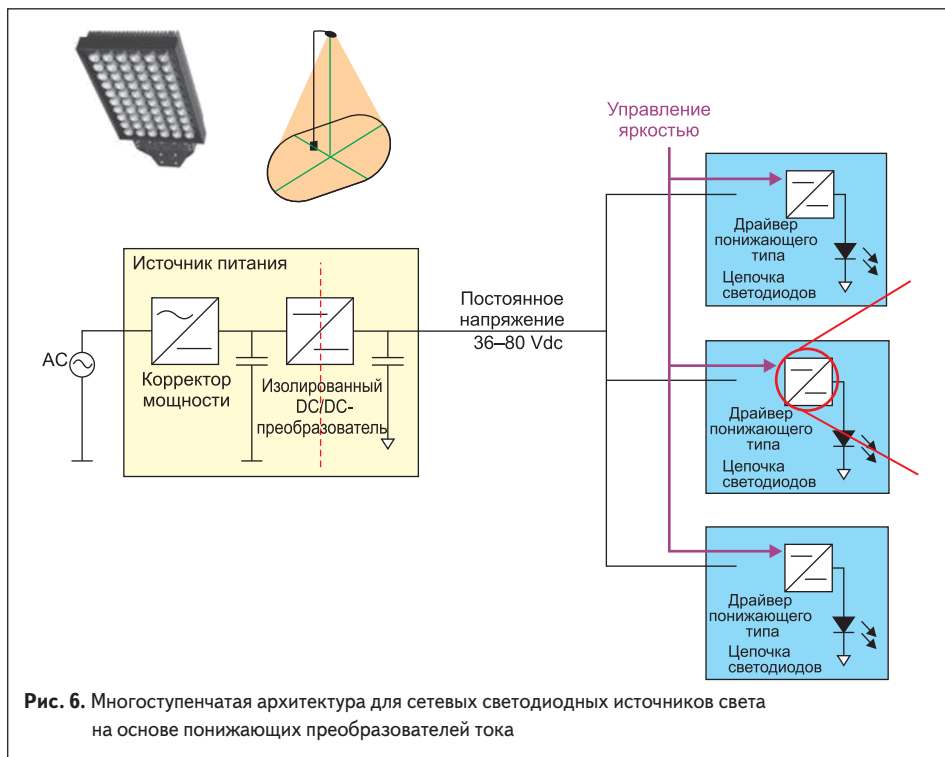 Управление
яркостью
Источник питания
AC
Корректор
мощности
Изолированный
DC/DC-
преобразователь
Постоянное
напряжение
36–80 Vdc
Драйвер
понижающего
типа
Цепочка
светодиодов
Драйвер
понижающего
типа
Цепочка
светодиодов
Драйвер
понижающего
типа
Цепочка
светодиодов
Рис. 6. Многоступенчатая архитектура для сетевых светодиодных источников света
на основе понижающих преобразователей тока